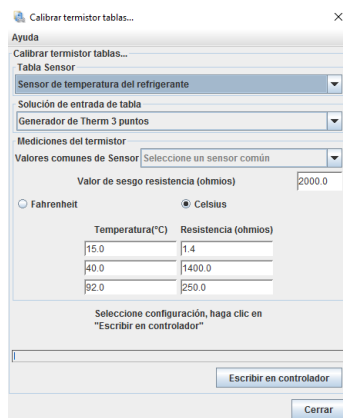 Calibrar termistor tablas...
Ayuda
Calibrar termistor tablas...
Tabla Sensor
Sensor de temperatura del refrigerante
Solución de entrada de tabla
Generador de Therm 3 puntos
Mediciones del termistor
Valores comunes de Sensor Seleccione un sensor común
Valor de sesgo resistencia (ohmios) 2000.0
Fahrenheit Celsius
Temperatura(°C) Resistencia (ohmios)
15.0 1.4
40.0 1400.0
92.0 250.0
Seleccione configuración, haga clic en
"Escribir en controlador"
Escribir en controlador
Cerrar